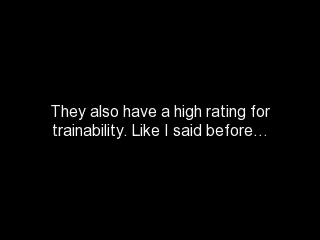 They also have a high rating for
trainability. Like I said before…